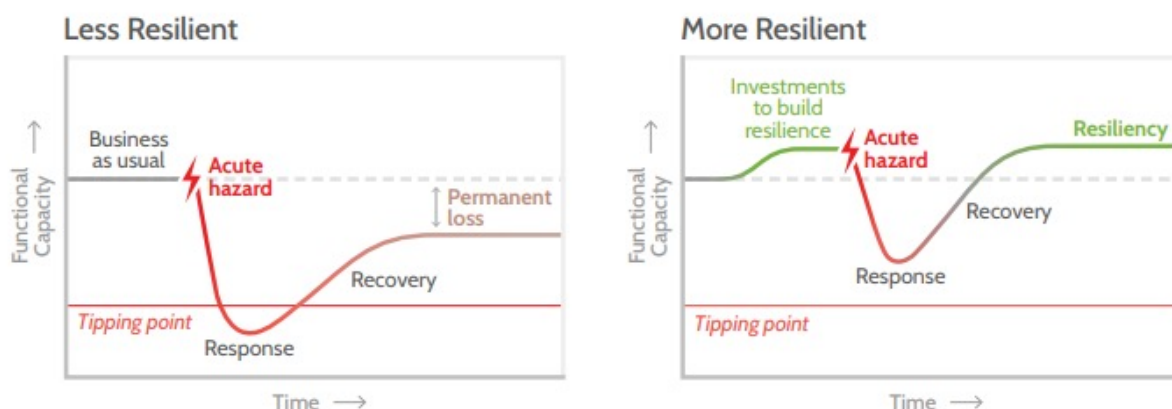 Less Resilient
Functional
Capacity
Business
as usual
Acute
hazard
Permanent
loss
Recovery
Tipping point
Response
Time
More Resilient
Functional
Capacity
Investments
to build
resilience
Acute
hazard
Resiliency
Recovery
Response
Tipping point
Time